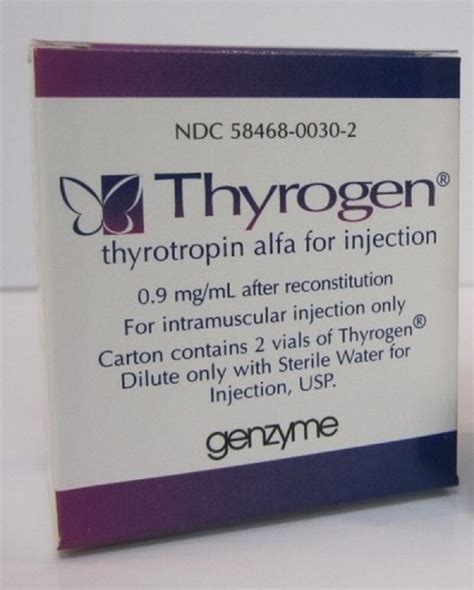 NDC 58468-0030-2
Thyrogen®
thyrotropin alfa for injection
0.9 mg/mL after reconstitution
For intramuscular injection only
Carton contains 2 vials of Thyrogen®
Dilute only with Sterile Water for
Injection, USP.
genzyme